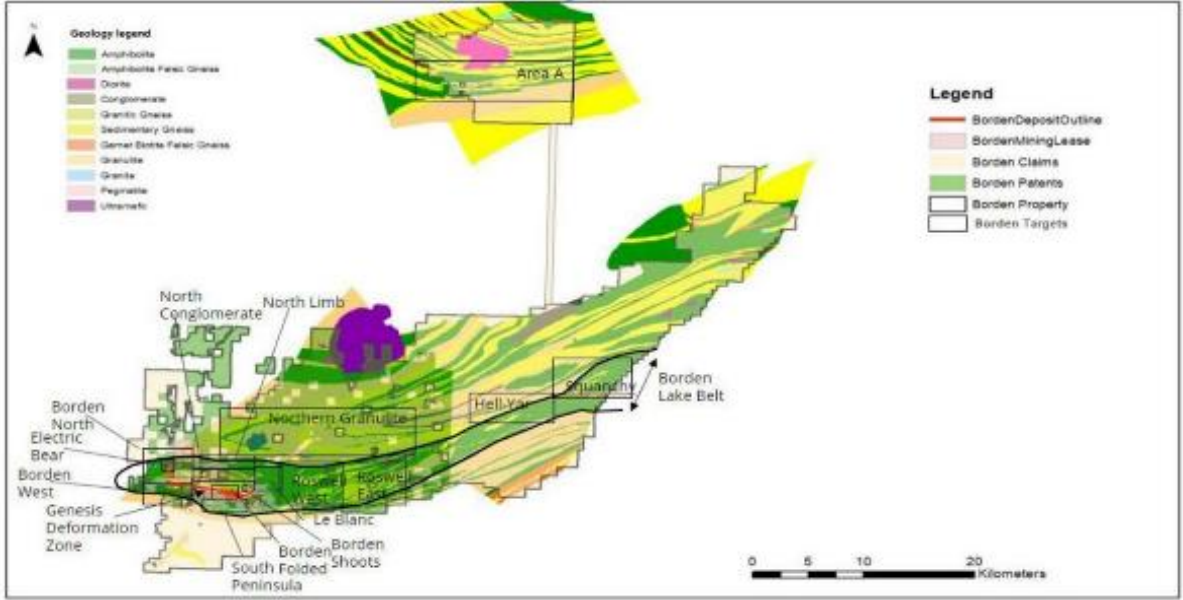 N
Geology legend
Amphibolite
Amphibolite Felsic Gneiss
Diorite
Conglomerate
Granitic Gneiss
Sedimentary Gneiss
Garnet Biotite Felsic Gneiss
Granulite
Granite
Pegmatite
Ultramafic
Area A
Legend
BordenDepositOutline
BordenMiningLease
Borden Claims
Borden Patents
Borden Property
Borden Targets
North
Conglomerate
North Limb
Borden
North
Electric
Bear
Borden
West
Genesis
Deformation
Zone
Northern Granulite
Hell-Yar
Squanchy
Borden
Lake Belt
Roswell
West
Roswell
East
Le Blanc
Borden
Shoots
Borden
Folded
South
Peninsula
0 5 10 20
Kilometers